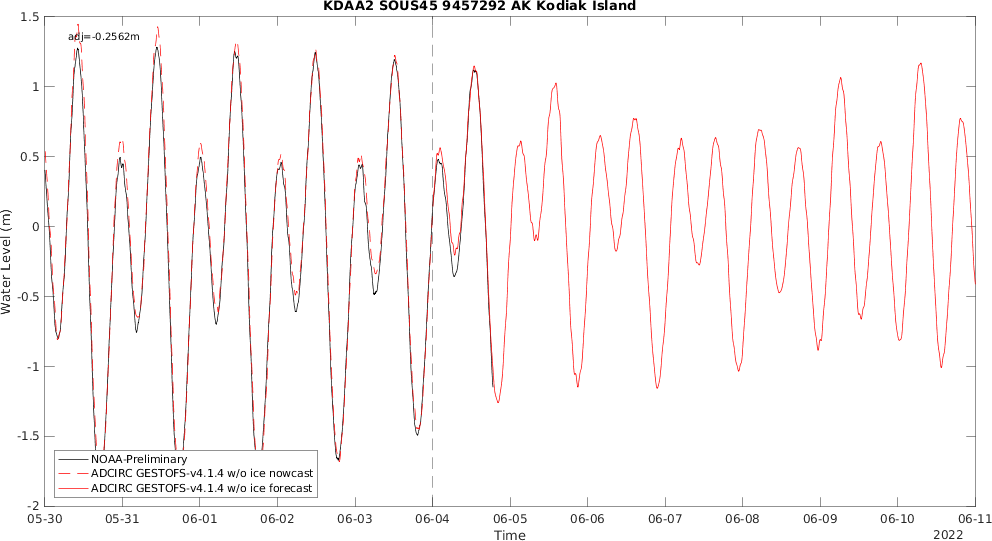 KDAA2 SOUS45 9457292 AK Kodiak Island
adj=-0.2562m
1.5
1
0.5
0
-0.5
-1
-1.5
-2
Water Level (m)
NOAA-Preliminary
ADCIRC GESTOFS-v4.1.4 w/o ice nowcast
ADCIRC GESTOFS-v4.1.4 w/o ice forecast
05-30 05-31 06-01 06-02 06-03 06-04 06-05 06-06 06-07 06-08 06-09 06-10 06-11
Time
2022